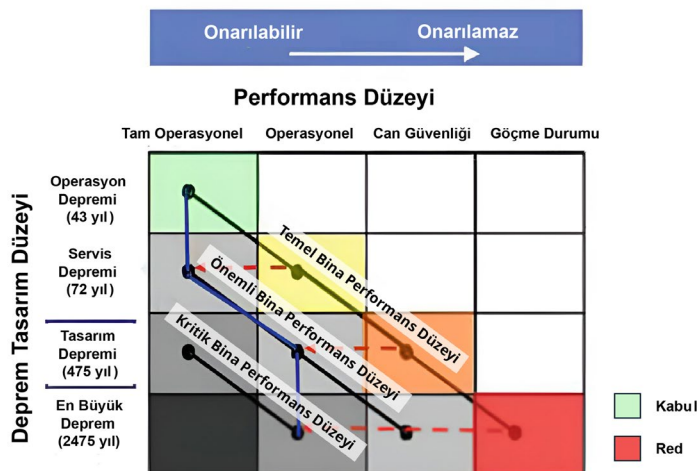 Onarılabilir Onarılamaz
Performans Düzeyi
Tam Operasyonel Operasyonel Can Güvenliği Göçme Durumu
Deprem Tasarım Düzeyi
Operasyon
Depremi
(43 yıl)
Servis
Depremi
(72 yıl)
Tasarım
Depremi
(475 yıl)
En Büyük
Deprem
(2475 yıl)
Temel Bina Performans Düzeyi
Önemli Bina Performans Düzeyi
Kritik Bina Performans Düzeyi
Kabul
Red